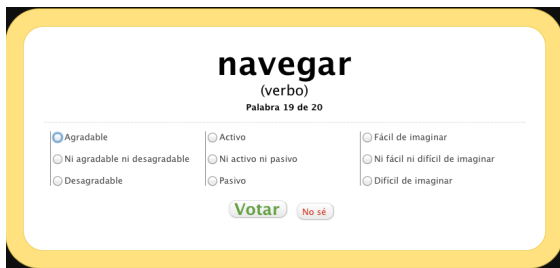 navegar
(verbo)
Palabra 19 de 20
Agradable
Activo
Fácil de imaginar
Ni agradable ni desagradable
Ni activo ni pasivo
Ni fácil ni difícil de imaginar
Desagradable
Pasivo
Difícil de imaginar
Votar
No sé